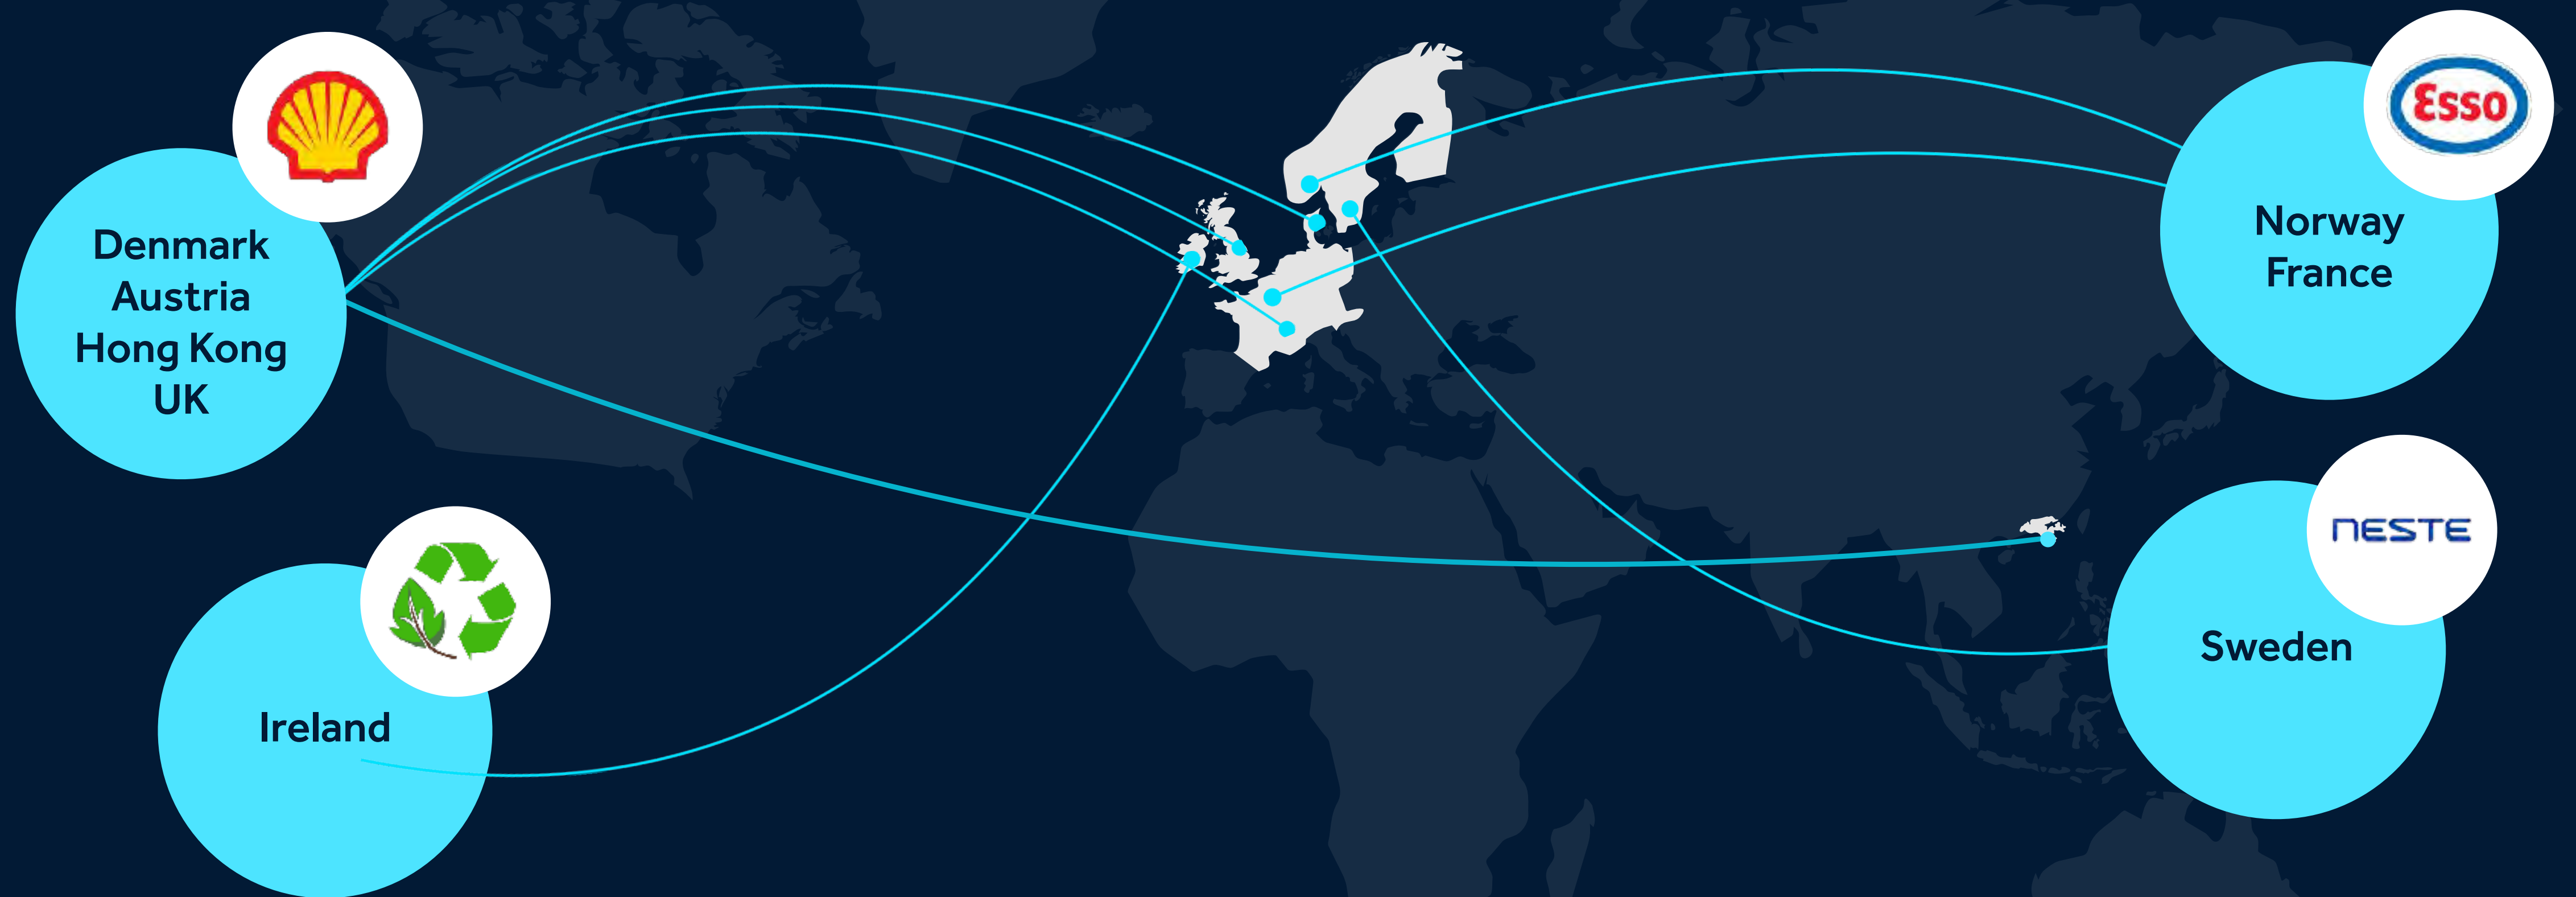 Denmark
Austria
Hong Kong
UK
Ireland
Esso
Norway
France
NESTE
Sweden